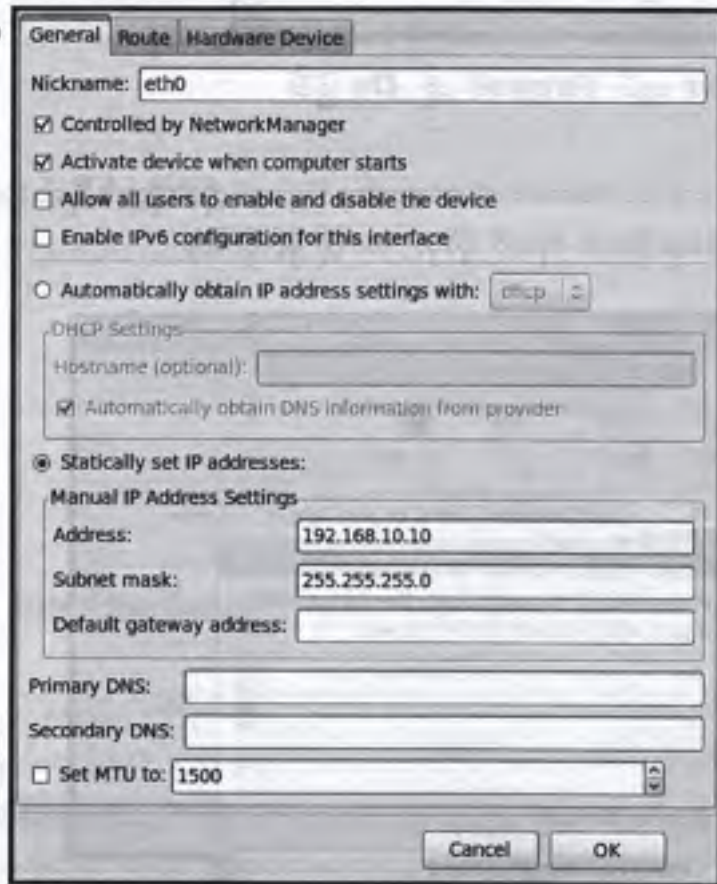 General Route Hardware Device
Nickname: eth0
Controlled by NetworkManager
Activate device when computer starts
Allow all users to enable and disable the device
Enable IPv6 configuration for this interface
Automatically obtain IP address settings with: dhcp
DHCP Settings
Hostname (optional):
Automatically obtain DNS information from provider
Statically set IP addresses:
Manual IP Address Settings
Address: 192.168.10.10
Subnet mask: 255.255.255.0
Default gateway address:
Primary DNS:
Secondary DNS:
Set MTU to: 1500
Cancel OK